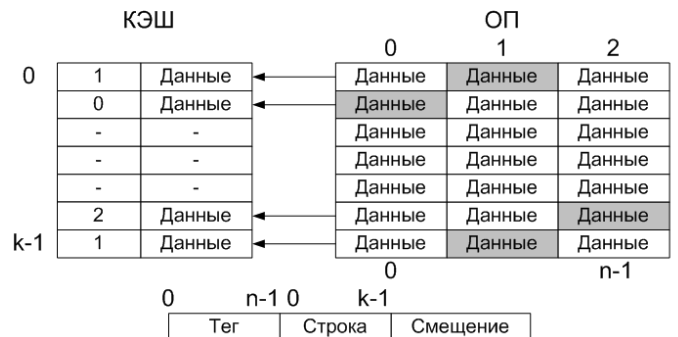 КЭШ ОП
0 1 2
0 1 Данные Данные Данные Данные
0 Данные Данные Данные Данные
- - Данные Данные Данные
- - Данные Данные Данные
- - Данные Данные Данные
2 Данные Данные Данные Данные
k-1 1 Данные Данные Данные Данные
0 n-1
0 n-1 0 k-1
Тег Строка Смещение